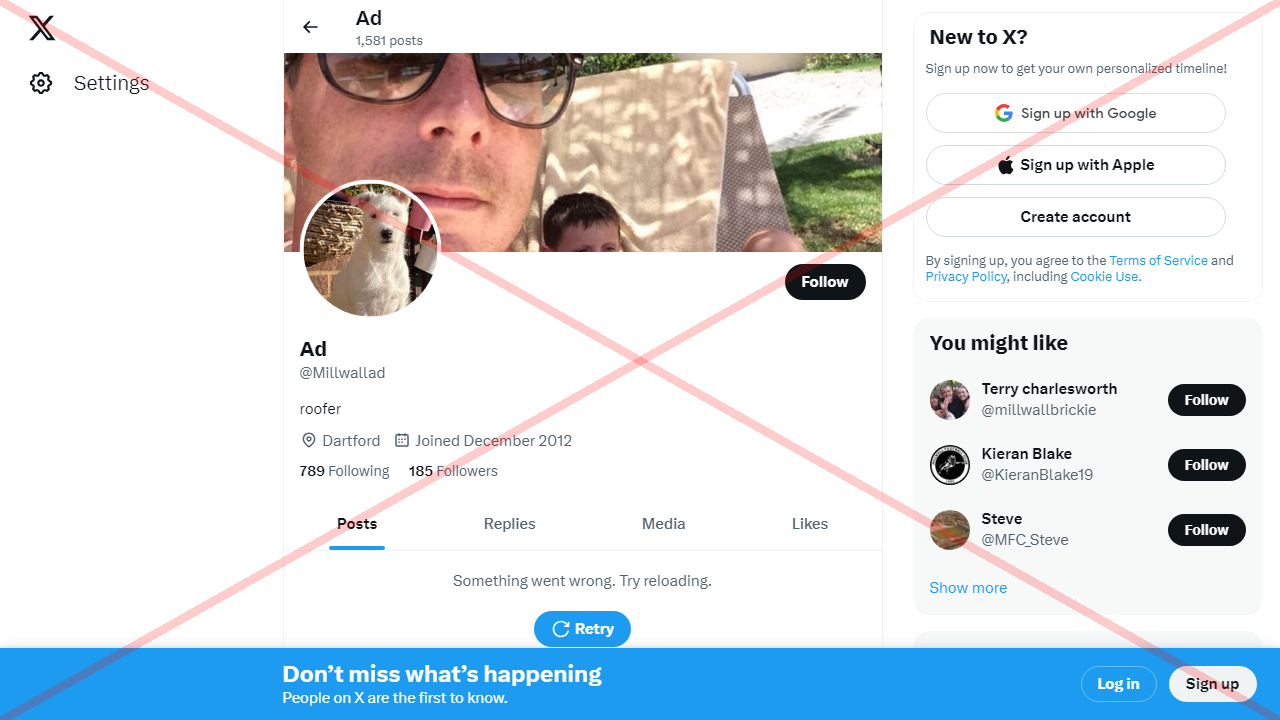 Settings
Ad
1,581 posts
Follow
Ad
@Millwallad
roofer
Dartford Joined December 2012
789 Following 185 Followers
Posts Replies Media Likes
Something went wrong. Try reloading.
Retry
New to X?
Sign up now to get your own personalized timeline!
Sign up with Google
Sign up with Apple
Create account
By signing up, you agree to the Terms of Service and
Privacy Policy, including Cookie Use.
You might like
Terry charlesworth
@millwallbrickie
Follow
Kieran Blake
@KieranBlake19
Follow
Steve
@MFC_Steve
Follow
Show more
Don’t miss what’s happening
People on X are the first to know.
Log in
Sign up